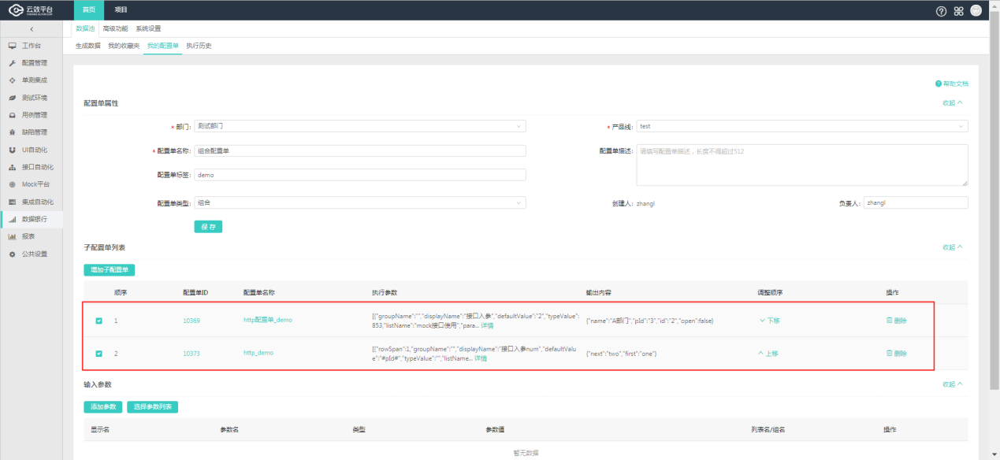 云效平台
首页 项目
工作台
配置管理
单测集成
测试环境
用例管理
缺陷管理
UI自动化
接口自动化
Mock平台
集成自动化
数据银行
报表
公共设置
数据池 高级功能 系统设置
生成数据 我的收藏夹 我的配置单 执行历史
帮助文档
配置单属性 收起
* 部门: 测试部门 * 产品线: test
* 配置单名称: 组合配置单 配置单描述: 请填写配置单描述，长度不得超过512
配置单标签: demo
配置单类型: 组合 创建人: zhangl 负责人: zhangl
保存
子配置单列表 收起
增加子配置单
顺序 配置单ID 配置单名称 执行参数 输出内容 调整顺序 操作
1 10369 http配置单_demo [{"groupName":"","displayName":"接口入参","defaultValue":"2","typeValue":
853,"listName":"mock接口使用","para... 详情 {"name":"A部门","pId":"3","id":"2","open":false} 下移 删除
2 10373 http_demo [{"rowSpan":1,"groupName":"","displayName":"接口入参num","defaultValu
e":"#pId#","typeValue":"","listName... 详情 {"next":"two","first":"one"} 上移 删除
输入参数 收起
添加参数 选择参数列表
显示名 参数名 类型 参数值 列表名/组名 操作
暂无数据